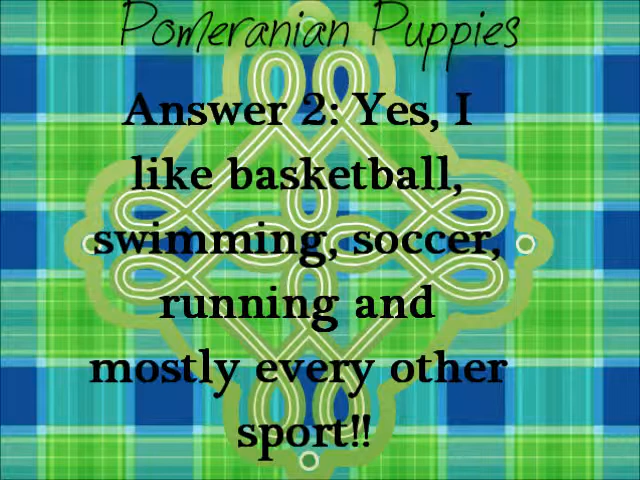 Pomeranian Puppies
Answer 2: Yes, I
like basketball,
swimming, soccer,
running and
mostly every other
sport!!